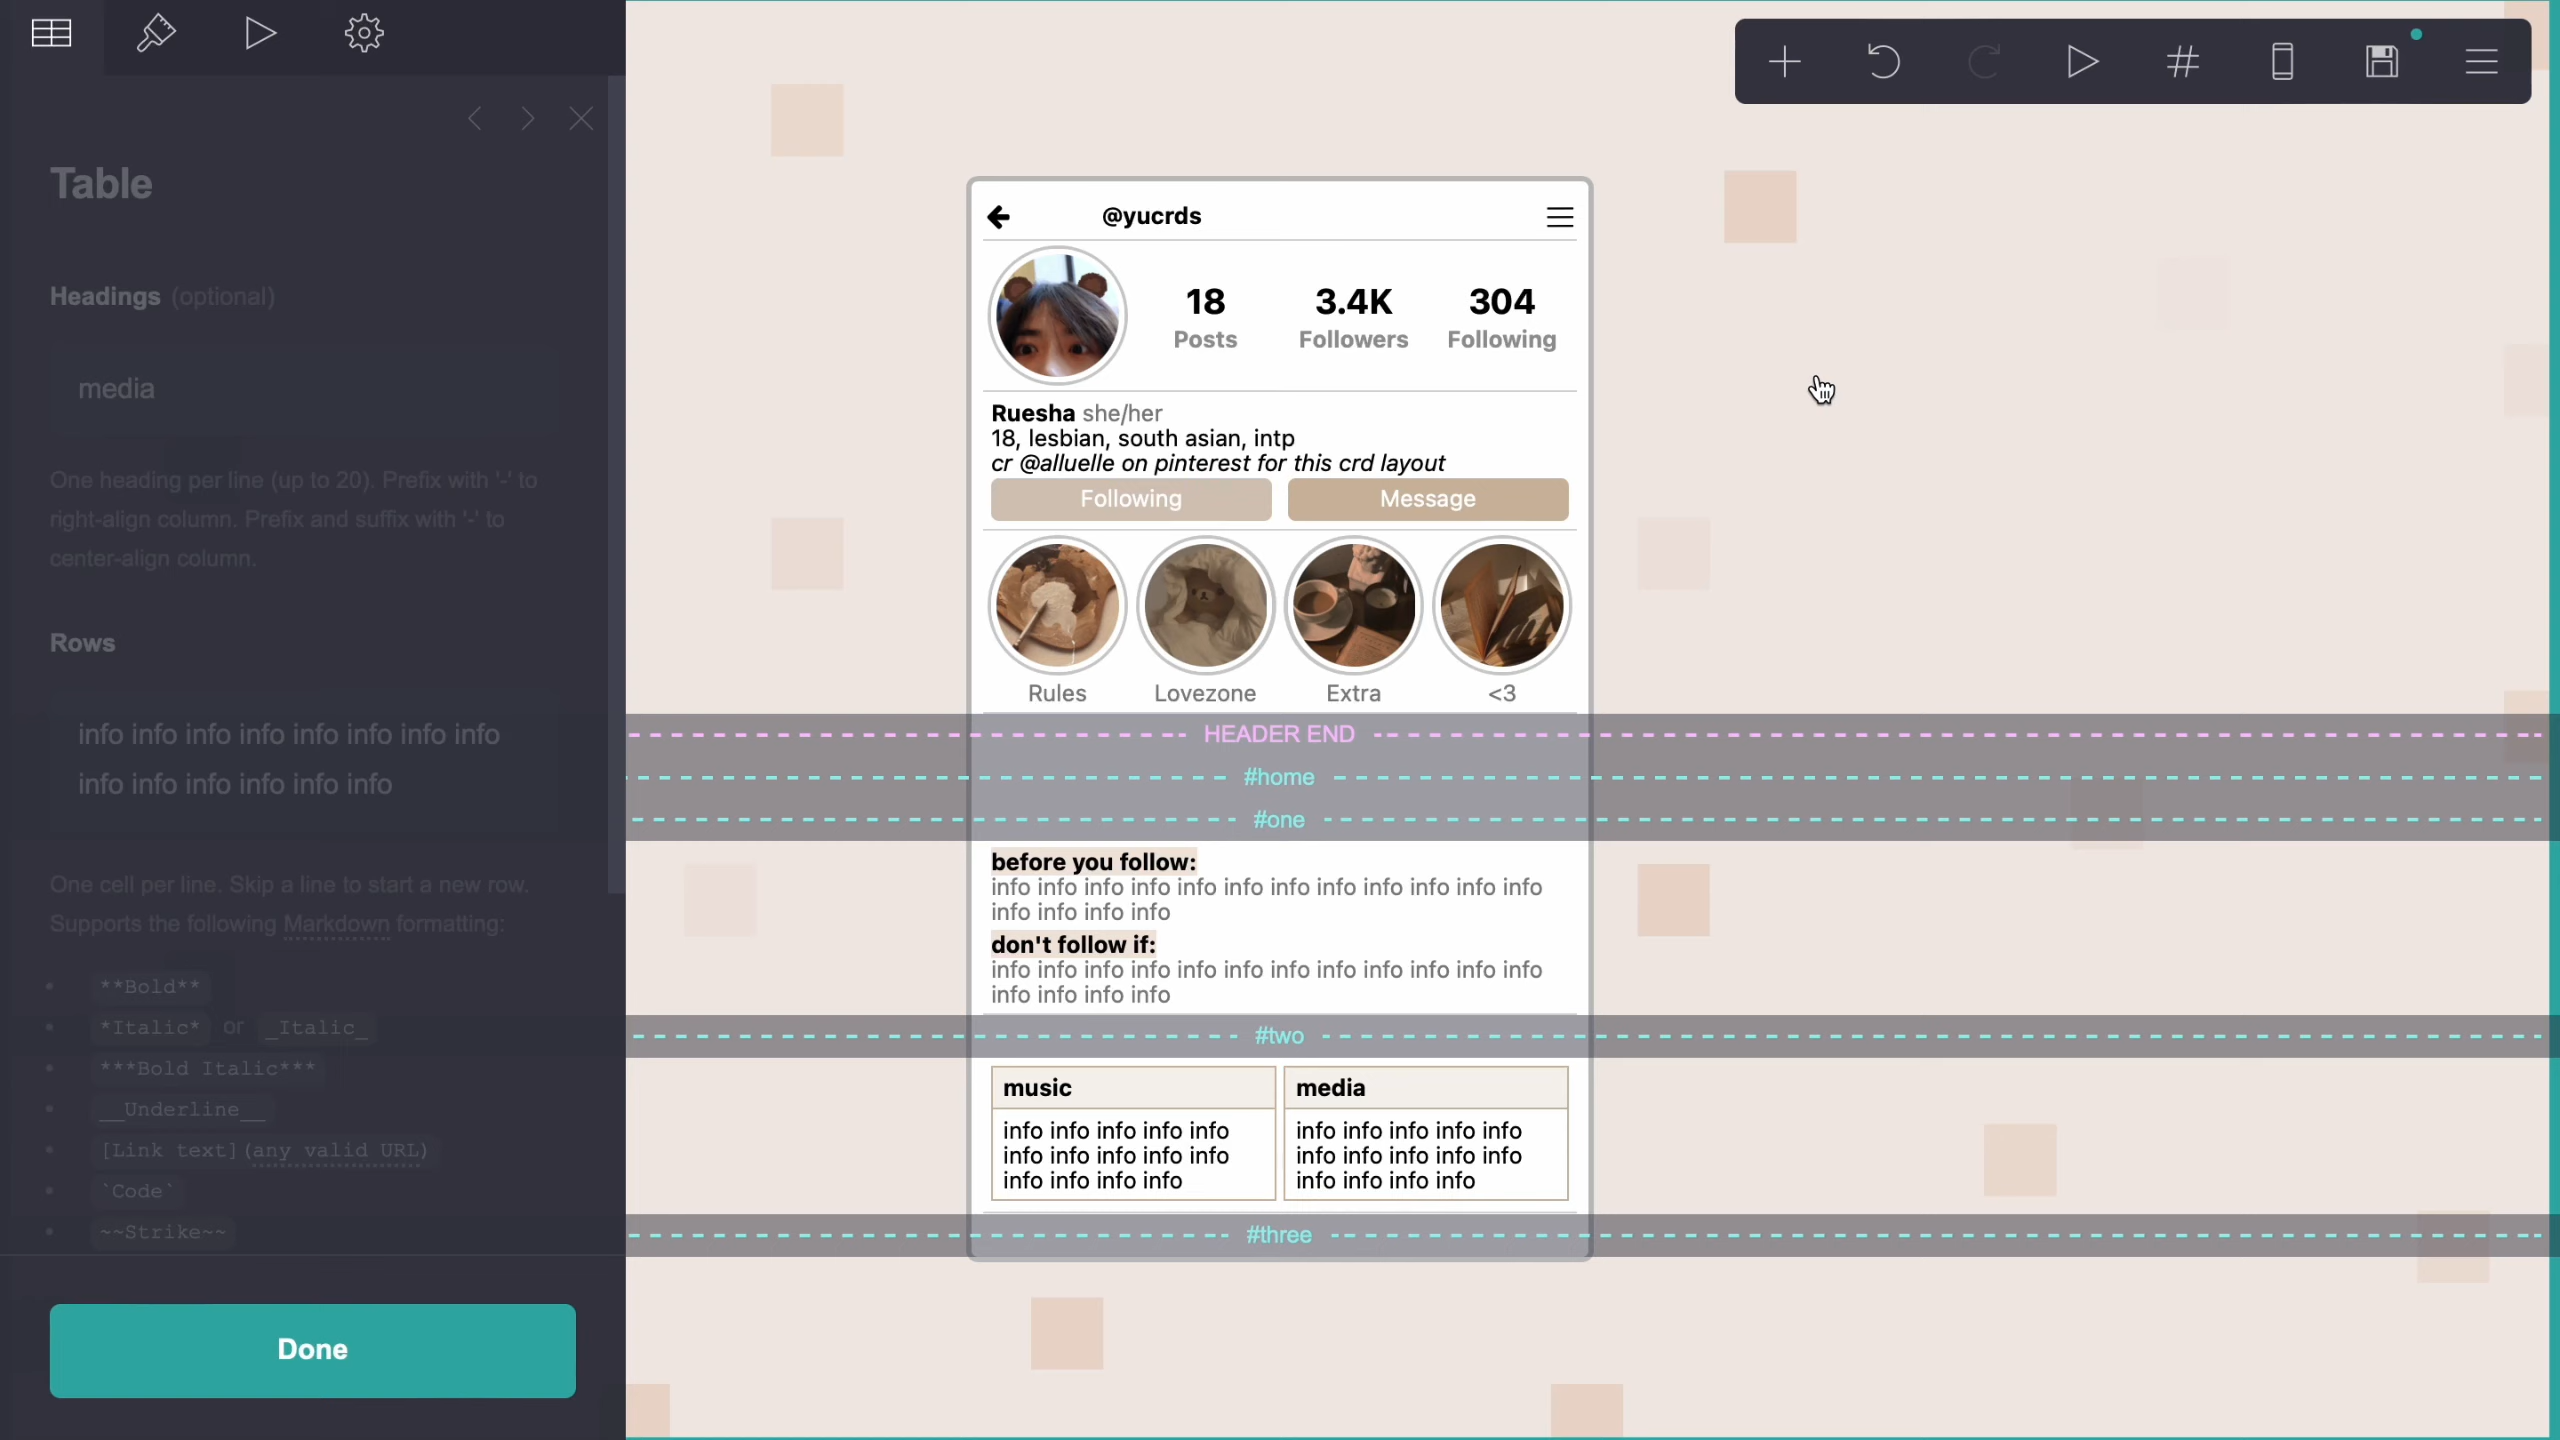 Table
Headings (optional)
media
One heading per line (up to 20). Prefix with '-' to
right-align column. Prefix and suffix with '-' to
center-align column.
Rows
info info info info info info info info
info info info info info info
One cell per line. Skip a line to start a new row.
Supports the following Markdown formatting:
**Bold**
*Italic* or _Italic_
***Bold Italic***
__Underline__
[Link text](any valid URL)
`Code`
~~Strike~~
Done
@yucrds
18 3.4K 304
Posts Followers Following
Ruesha she/her
18, lesbian, south asian, intp
cr @alluelle on pinterest for this crd layout
Following Message
Rules Lovezone Extra <3
HEADER END
#home
#one
before you follow:
info info info info info info info info info info info info
info info info info
don't follow if:
info info info info info info info info info info info info
info info info info
#two
music media
info info info info info info info info info info
info info info info info info info info info info
info info info info info info info info
#three